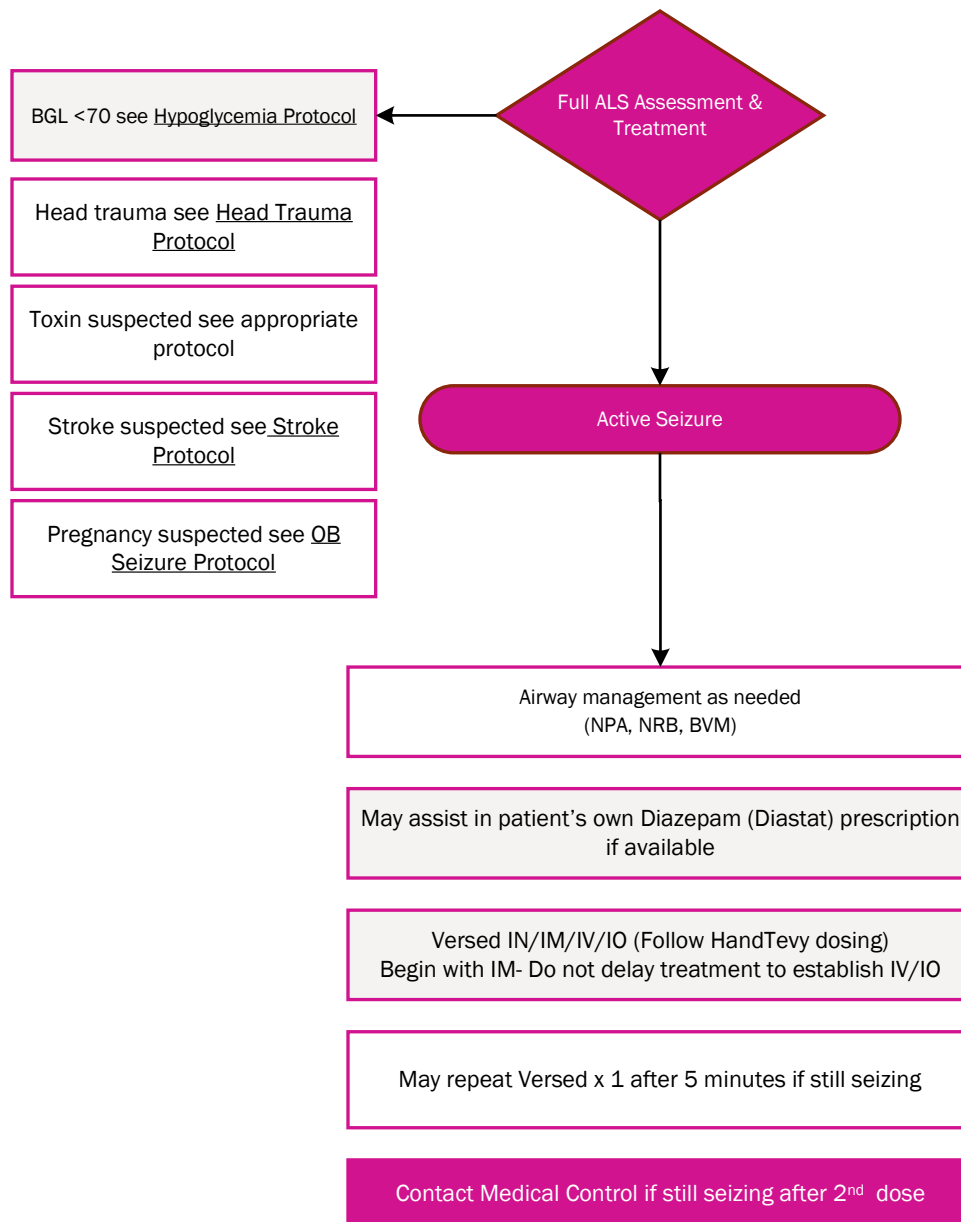 Full ALS Assessment &
Treatment
BGL <70 see Hypoglycemia Protocol
Head trauma see Head Trauma
Protocol
Toxin suspected see appropriate
protocol
Stroke suspected see Stroke
Protocol
Pregnancy suspected see OB
Seizure Protocol
Active Seizure
Airway management as needed
(NPA, NRB, BVM)
May assist in patient’s own Diazepam (Diastat) prescription
if available
Versed IN/IM/IV/IO (Follow HandTevy dosing)
Begin with IM- Do not delay treatment to establish IV/IO
May repeat Versed x 1 after 5 minutes if still seizing
Contact Medical Control if still seizing after 2nd dose